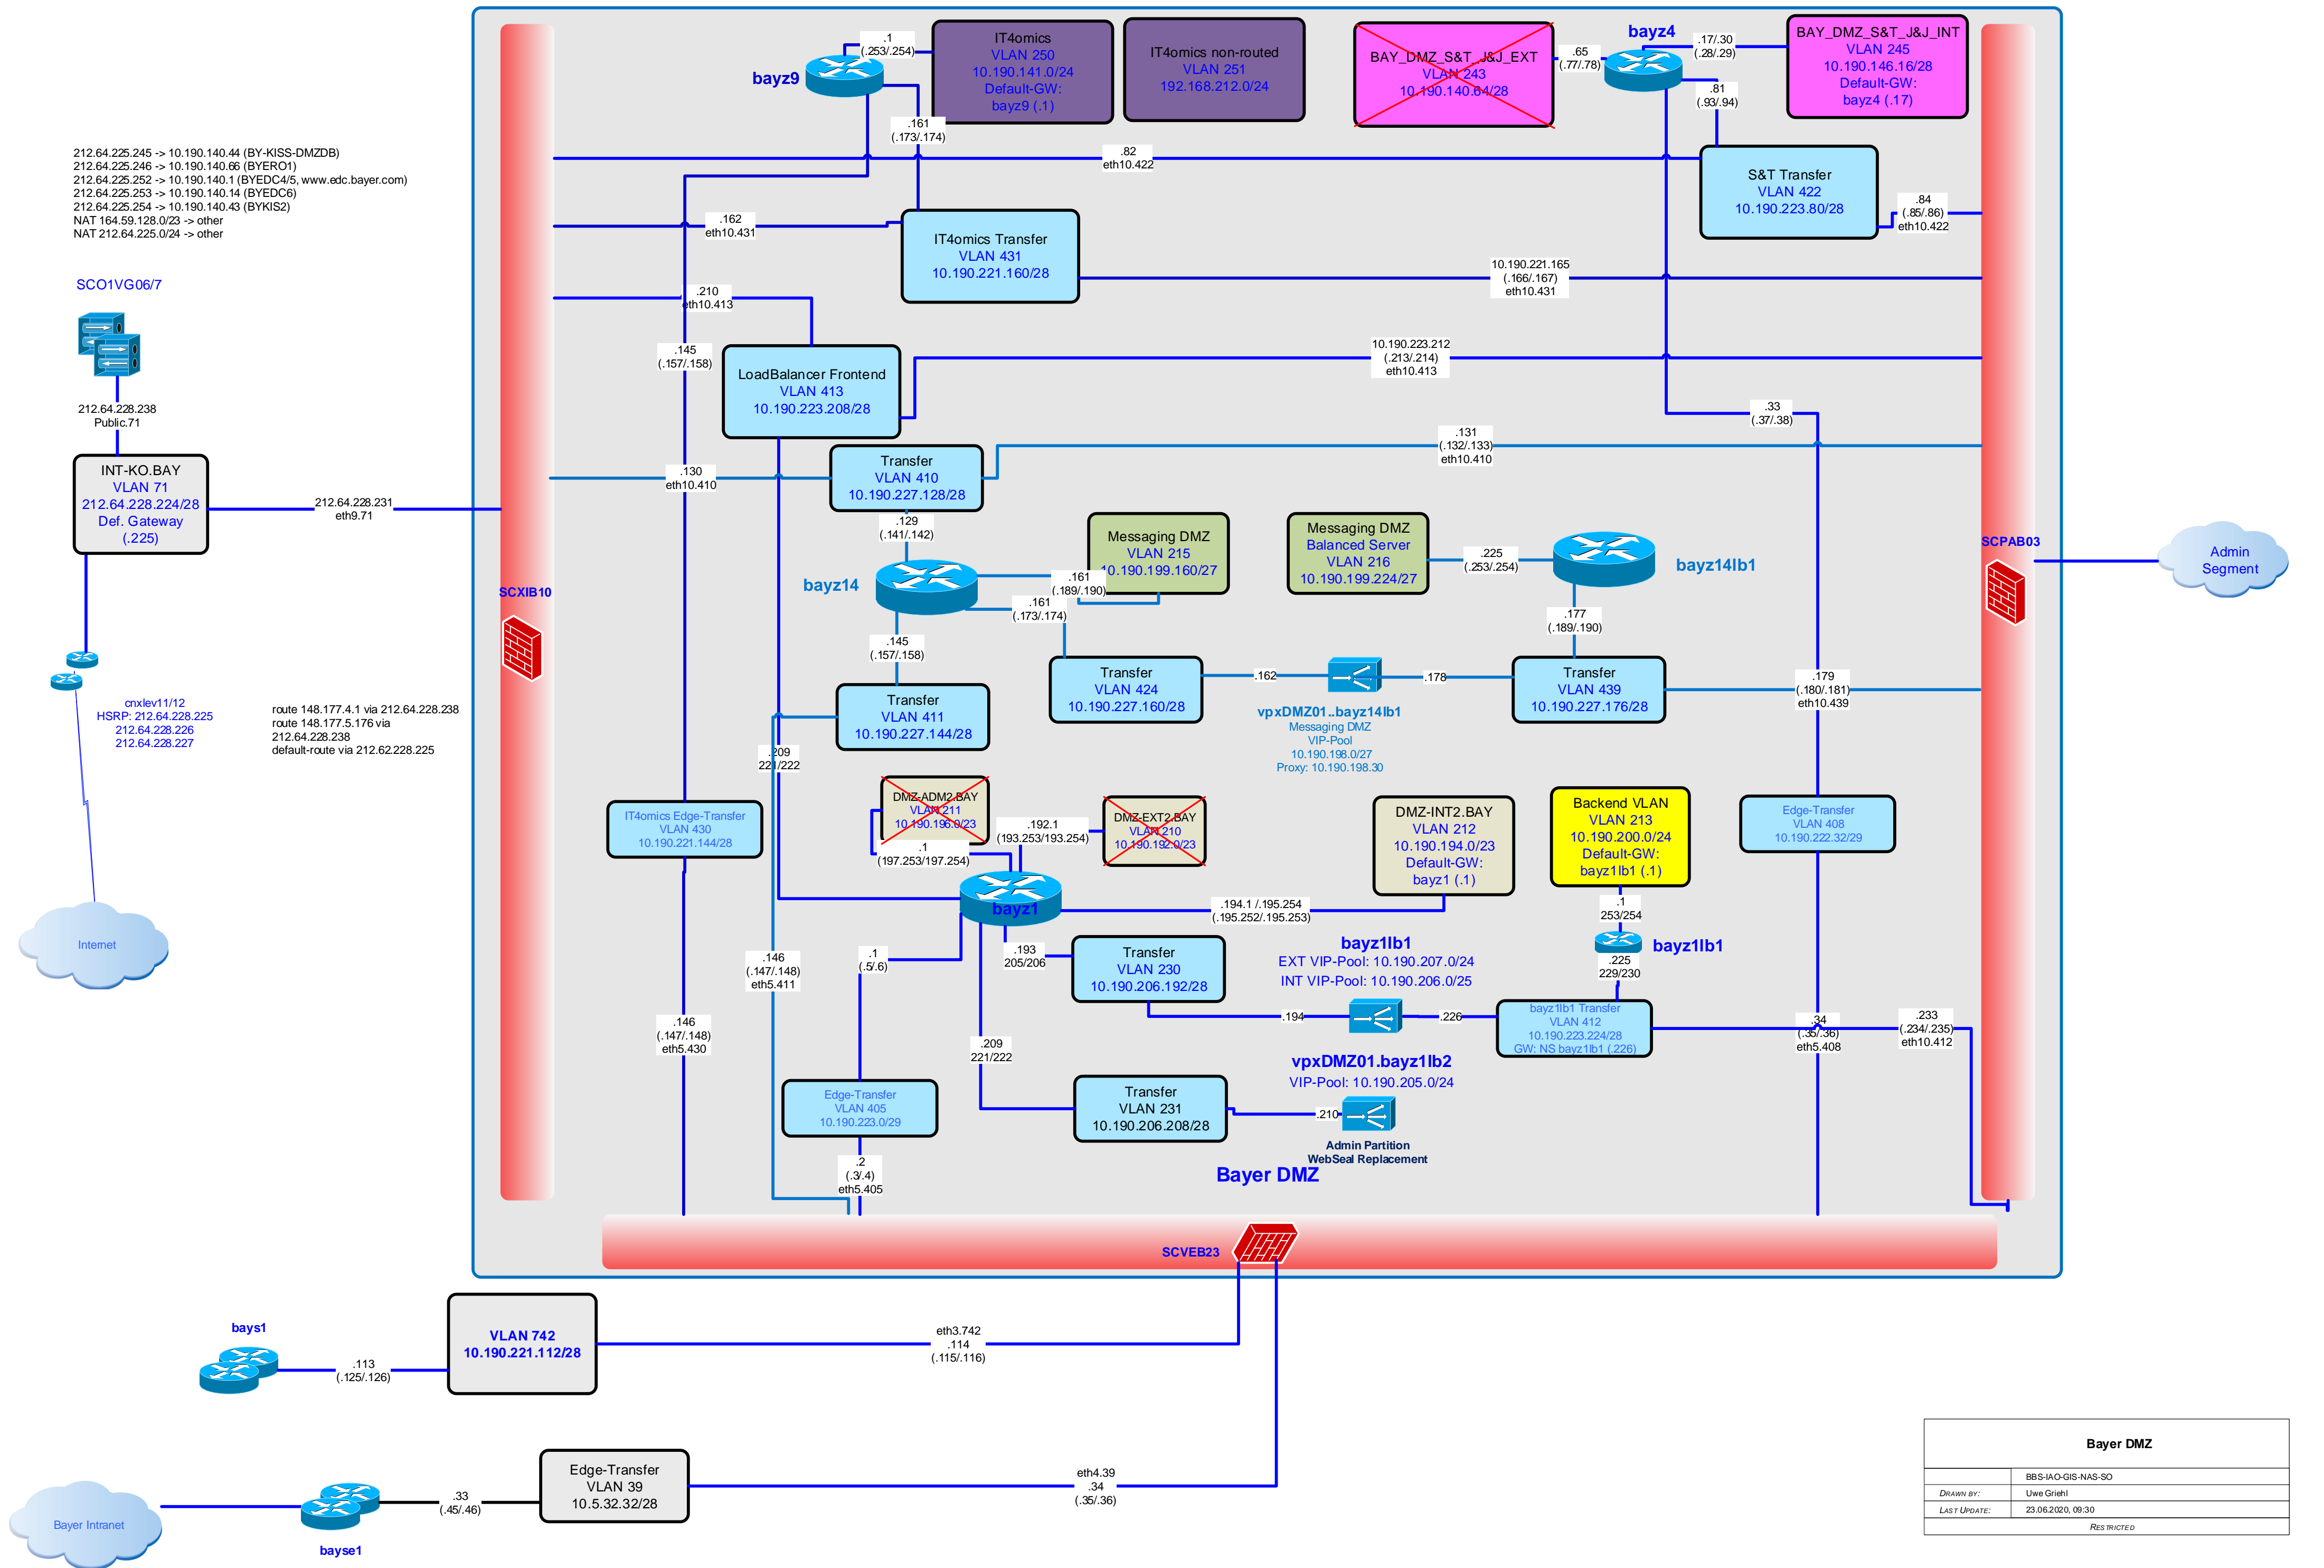 bayz9
.1
(.253/.254)
IT4omics
VLAN 250
10.190.141.0/24
Default-GW:
bayz9 (.1)
IT4omics non-routed
VLAN 251
192.168.212.0/24
BAY_DMZ_S&T_J&J_EXT
VLAN 243
10.190.140.64/28
.65
(.77/.78)
bayz4
.17/.30
(.28/.29)
BAY_DMZ_S&T_J&J_INT
VLAN 245
10.190.146.16/28
Default-GW:
bayz4 (.17)
.81
(.93/.94)
.161
(.173/.174)
212.64.225.245 -> 10.190.140.44 (BY-KISS-DMZDB)
212.64.225.246 -> 10.190.140.66 (BYERO1)
212.64.225.252 -> 10.190.140.1 (BYEDC4/5, www.edc.bayer.com)
212.64.225.253 -> 10.190.140.14 (BYEDC6)
212.64.225.254 -> 10.190.140.43 (BYKIS2)
NAT 164.59.128.0/23 -> other
NAT 212.64.225.0/24 -> other
.82
eth10.422
S&T Transfer
VLAN 422
10.190.223.80/28
.84
(.85/.86)
eth10.422
.162
eth10.431
IT4omics Transfer
VLAN 431
10.190.221.160/28
10.190.221.165
(.166/.167)
eth10.431
SCO1VG06/7
.210
eth10.413
.145
(.157/.158)
LoadBalancer Frontend
VLAN 413
10.190.223.208/28
10.190.223.212
(.213/.214)
eth10.413
212.64.228.238
Public.71
.33
(.37/.38)
INT-KO.BAY
VLAN 71
212.64.228.224/28
Def. Gateway
(.225)
212.64.228.231
eth9.71
.130
eth10.410
Transfer
VLAN 410
10.190.227.128/28
.131
(.132/.133)
eth10.410
.129
(.141/.142)
bayz14
Messaging DMZ
VLAN 215
10.190.199.160/27
.161
(.189/.190)
.161
(.173/.174)
Messaging DMZ
Balanced Server
VLAN 216
10.190.199.224/27
.225
(.253/.254)
bayz14lb1
.177
(.189/.190)
SCXIB10
SCPAB03
Admin
Segment
.145
(.157/.158)
Transfer
VLAN 411
10.190.227.144/28
Transfer
VLAN 424
10.190.227.160/28
.162
.178
vpxDMZ01..bayz14lb1
Messaging DMZ
VIP-Pool
10.190.198.0/27
Proxy: 10.190.198.30
Transfer
VLAN 439
10.190.227.176/28
.179
(.180/.181)
eth10.439
cnxlev11/12
HSRP: 212.64.228.225
212.64.228.226
212.64.228.227
route 148.177.4.1 via 212.64.228.238
route 148.177.5.176 via
212.64.228.238
default-route via 212.62.228.225
.209
221/222
IT4omics Edge-Transfer
VLAN 430
10.190.221.144/28
DMZ-ADM2.BAY
VLAN 211
10.190.196.0/23
.1
(197.253/197.254)
.192.1
(193.253/193.254)
DMZ-EXT2.BAY
VLAN 210
10.190.192.0/23
DMZ-INT2.BAY
VLAN 212
10.190.194.0/23
Default-GW:
bayz1 (.1)
Backend VLAN
VLAN 213
10.190.200.0/24
Default-GW:
bayz1lb1 (.1)
Edge-Transfer
VLAN 408
10.190.222.32/29
bayz1
.194.1 /.195.254
(.195.252/.195.253)
.1
253/254
bayz1lb1
.225
229/230
Internet
.146
(.147/.148)
eth5.411
.1
(.5/.6)
.193
205/206
Transfer
VLAN 230
10.190.206.192/28
bayz1lb1
EXT VIP-Pool: 10.190.207.0/24
INT VIP-Pool: 10.190.206.0/25
.194
.226
bayz1lb1 Transfer
VLAN 412
10.190.223.224/28
GW: NS bayz1lb1 (.226)
.34
(.35/.36)
eth5.408
.233
(.234/.235)
eth10.412
.146
(.147/.148)
eth5.430
.209
221/222
vpxDMZ01.bayz1lb2
VIP-Pool: 10.190.205.0/24
Edge-Transfer
VLAN 405
10.190.223.0/29
Transfer
VLAN 231
10.190.206.208/28
.210
Admin Partition
WebSeal Replacement
.2
(.3/.4)
eth5.405
Bayer DMZ
SCVEB23
bays1
.113
(.125/.126)
VLAN 742
10.190.221.112/28
eth3.742
.114
(.115/.116)
Bayer Intranet
bayse1
.33
(.45/.46)
Edge-Transfer
VLAN 39
10.5.32.32/28
eth4.39
.34
(.35/.36)
Bayer DMZ
BBS-IAO-GIS-NAS-SO
DRAWN BY: Uwe Griehl
LAST UPDATE: 23.06.2020, 09:30
RESTRICTED